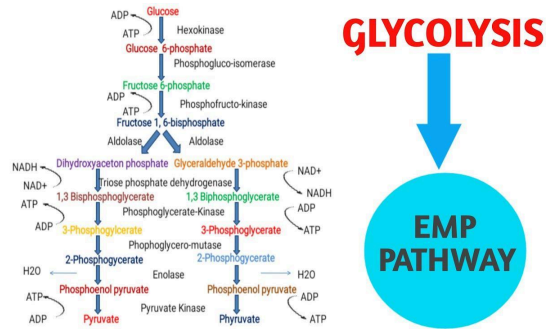 Glucose
ADP
ATP
Hexokinase
Glucose 6-phosphate
Phosphogluco-isomerase
Fructose 6-phosphate
ADP
ATP
Phosphofructo-kinase
Fructose 1, 6-bisphosphate
Aldolase Aldolase
Dihydroxyaceton phosphate Glyceraldehyde 3-phosphate
NADH NAD+
NAD+ Triose phosphate dehydrogenase NADH
1,3 Bisphosphoglycerate 1,3 Biphosphoglycerate
ATP ADP
Phosphoglycerate-Kinase
ADP ATP
3-Phosphoglycerate 3-Phosphoglycerate
Phophoglycero-mutase
2-Phosphogycerate 2-Phosphogycerate
H2O Enolase H2O
Phosphoenol pyruvate Phosphoenol pyruvate
ATP ADP
Pyruvate Kinase
ADP ATP
Pyruvate Phyruvate
GLYCOLYSIS
EMP
PATHWAY